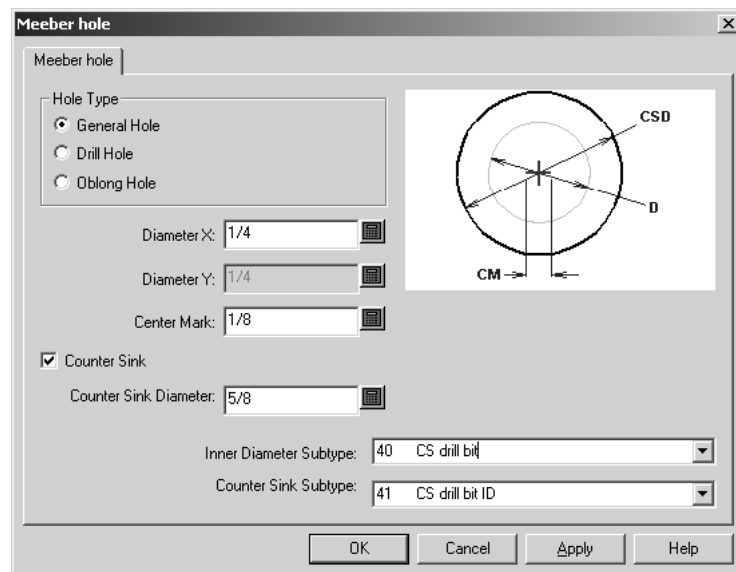 Meeber hole
Meeber hole
Hole Type
General Hole
Drill Hole
Oblong Hole
CSD
D
CM
Diameter X: 1/4
Diameter Y: 1/4
Center Mark: 1/8
Counter Sink
Counter Sink Diameter: 5/8
Inner Diameter Subtype: 40 CS drill bit
Counter Sink Subtype: 41 CS drill bit ID
OK Cancel Apply Help